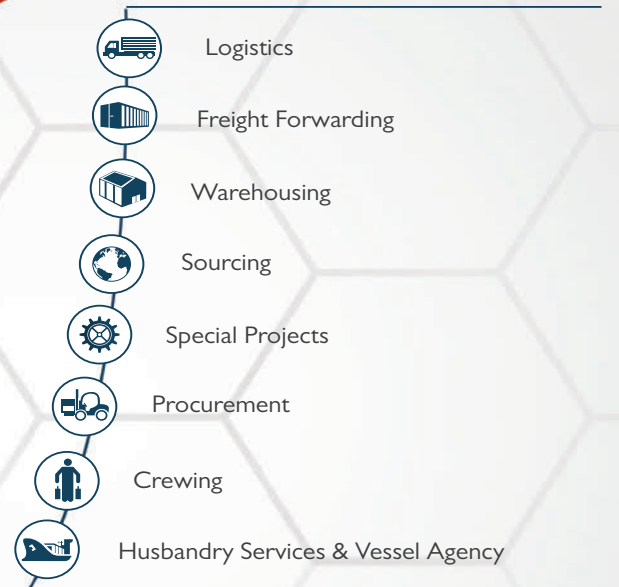 Logistics
Freight Forwarding
Warehousing
Sourcing
Special Projects
Procurement
Crewing
Husbandry Services & Vessel Agency